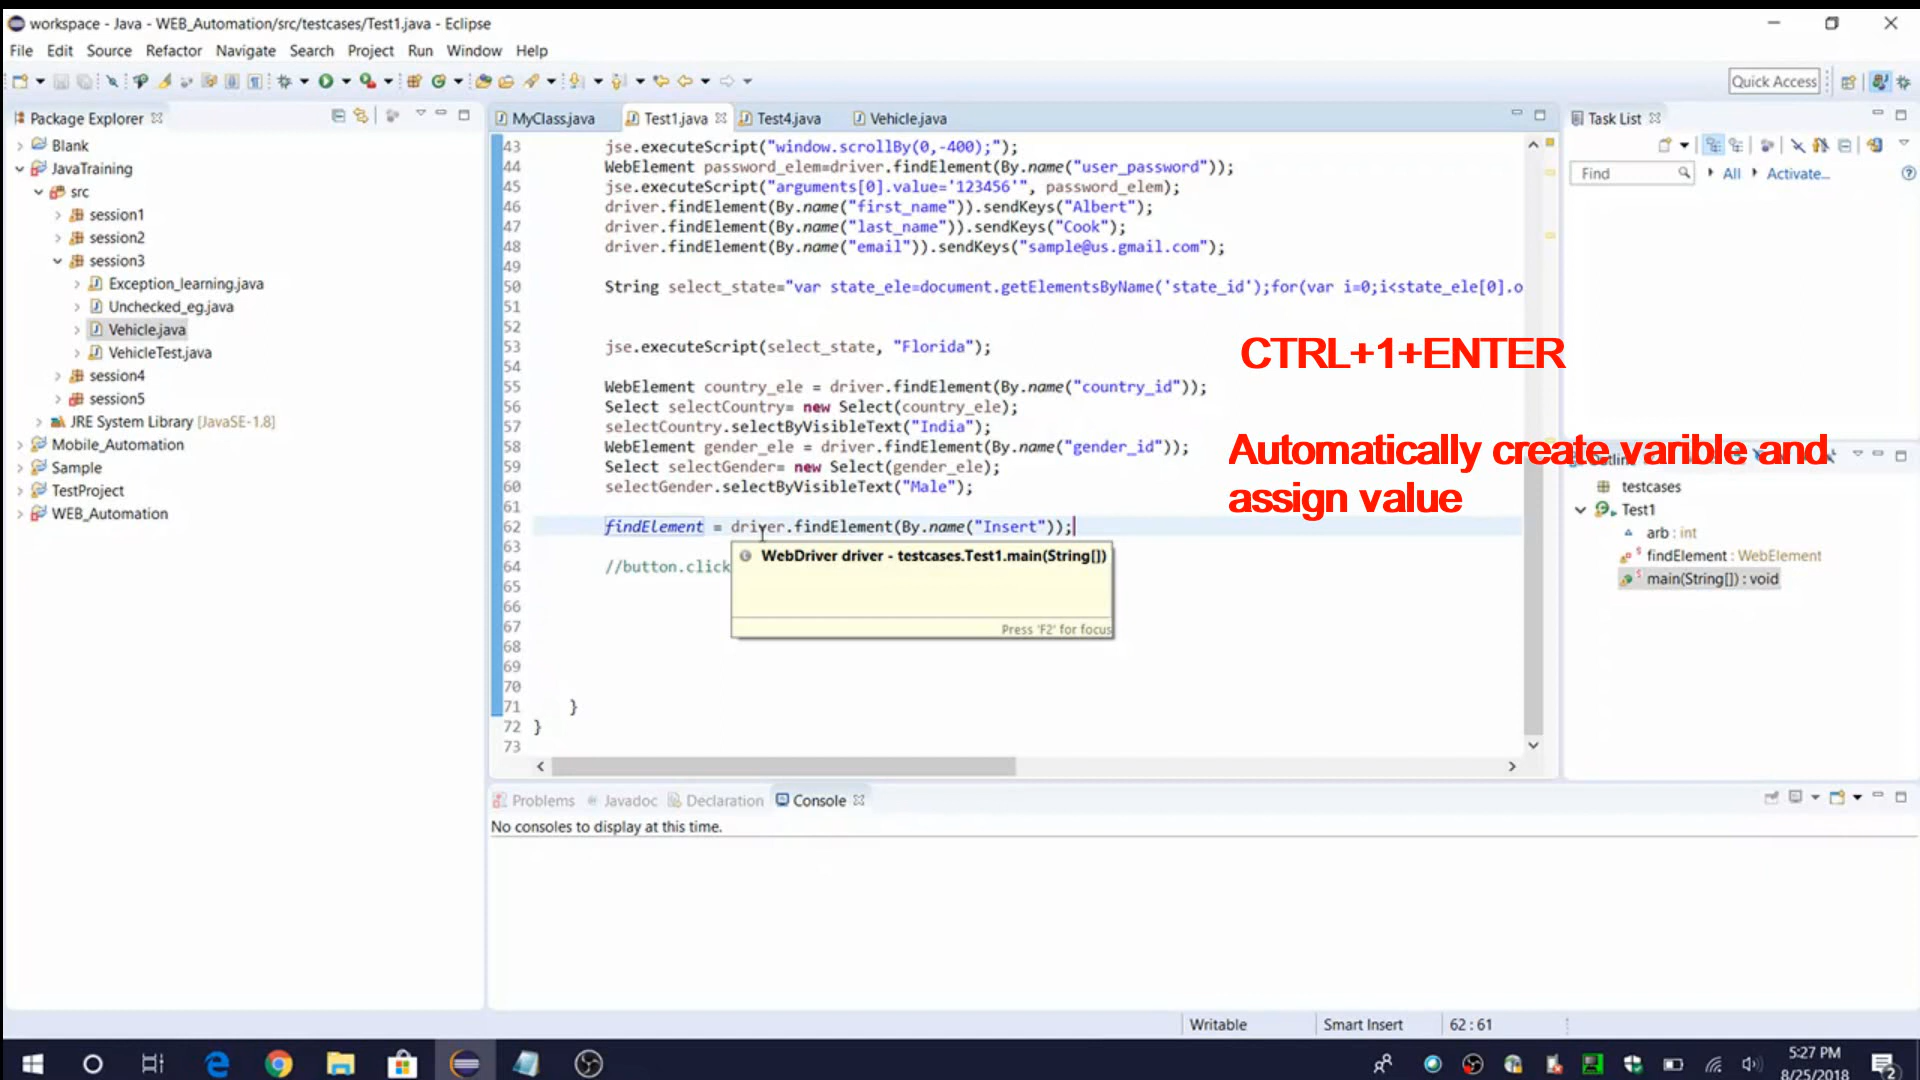 workspace - Java - WEB_Automation/src/testcases/Test1.java - Eclipse
File Edit Source Refactor Navigate Search Project Run Window Help
Quick Access
Package Explorer
Blank
JavaTraining
src
session1
session2
session3
Exception_learning.java
Unchecked_eg.java
Vehicle.java
VehicleTest.java
session4
session5
JRE System Library [JavaSE-1.8]
Mobile_Automation
Sample
TestProject
WEB_Automation
MyClass.java Test1.java Test4.java Vehicle.java
43 jse.executeScript("window.scrollBy(0,-400);");
44 WebElement password_elem=driver.findElement(By.name("user_password"));
45 jse.executeScript("arguments[0].value='123456'", password_elem);
46 driver.findElement(By.name("first_name")).sendKeys("Albert");
47 driver.findElement(By.name("last_name")).sendKeys("Cook");
48 driver.findElement(By.name("email")).sendKeys("sample@us.gmail.com");
49
50 String select_state="var state_ele=document.getElementsByName('state_id');for(var i=0;i<state_ele[0].o
51
52
53 jse.executeScript(select_state, "Florida");
54
55 WebElement country_ele = driver.findElement(By.name("country_id"));
56 Select selectCountry= new Select(country_ele);
57 selectCountry.selectByVisibleText("India");
58 WebElement gender_ele = driver.findElement(By.name("gender_id"));
59 Select selectGender= new Select(gender_ele);
60 selectGender.selectByVisibleText("Male");
61
62 findElement = driver.findElement(By.name("Insert"));
63
64 //button.click
65
66
67
68
69
70
71 }
72 }
73
WebDriver driver - testcases.Test1.main(String[])
Press 'F2' for focus
CTRL+1+ENTER
Automatically create varible and
assign value
Task List
Find All Activate...
testcases
Test1
arb : int
findElement : WebElement
main(String[]) : void
Problems Javadoc Declaration Console
No consoles to display at this time.
Writable Smart Insert 62 : 61
5:27 PM
8/25/2018
2